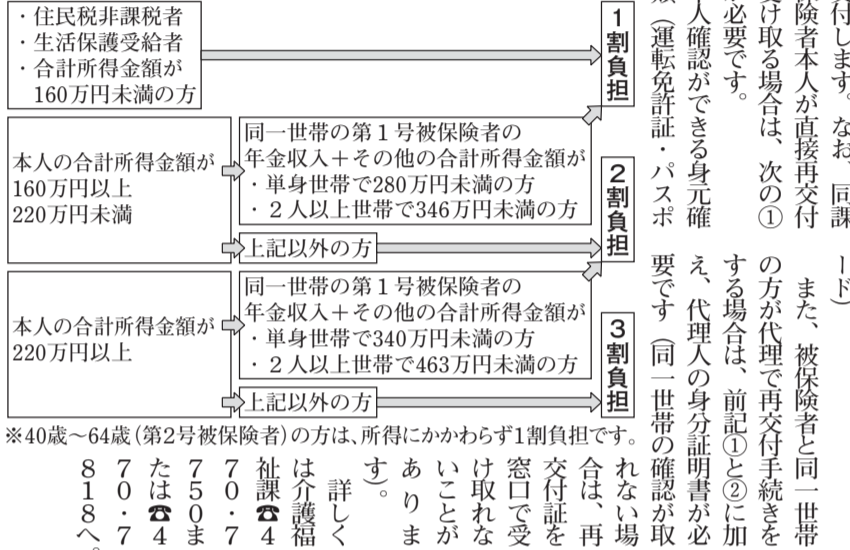 ・住民税非課税者
・生活保護受給者
・合計所得金額が
160万円未満の方
1割負担
本人の合計所得金額が
160万円以上
220万円未満
同一世帯の第1号被保険者の
年金収入＋その他の合計所得金額が
・単身世帯で280万円未満の方
・2人以上世帯で346万円未満の方
上記以外の方
2割負担
本人の合計所得金額が
220万円以上
同一世帯の第1号被保険者の
年金収入＋その他の合計所得金額が
・単身世帯で340万円未満の方
・2人以上世帯で463万円未満の方
上記以外の方
3割負担
※40歳～64歳(第2号被保険者)の方は、所得にかかわらず1割負担です。
付します。なお、同課
険者本人が直接再交付
け取る場合は、次の①
必要です。
人確認ができる身元確
（運転免許証・パスポ
ード）
また、被保険者と同一世帯
の方が代理で再交付手続きを
する場合は、前記①と②に加
え、代理人の身分証明書が必
要です（同一世帯の確認が取
れない場
合は、再
交付証を
窓口で受
け取れな
いことが
ありま
す）。
詳しく
は介護福
祉課☎4
70・7
750ま
たは☎4
70・7
818へ。